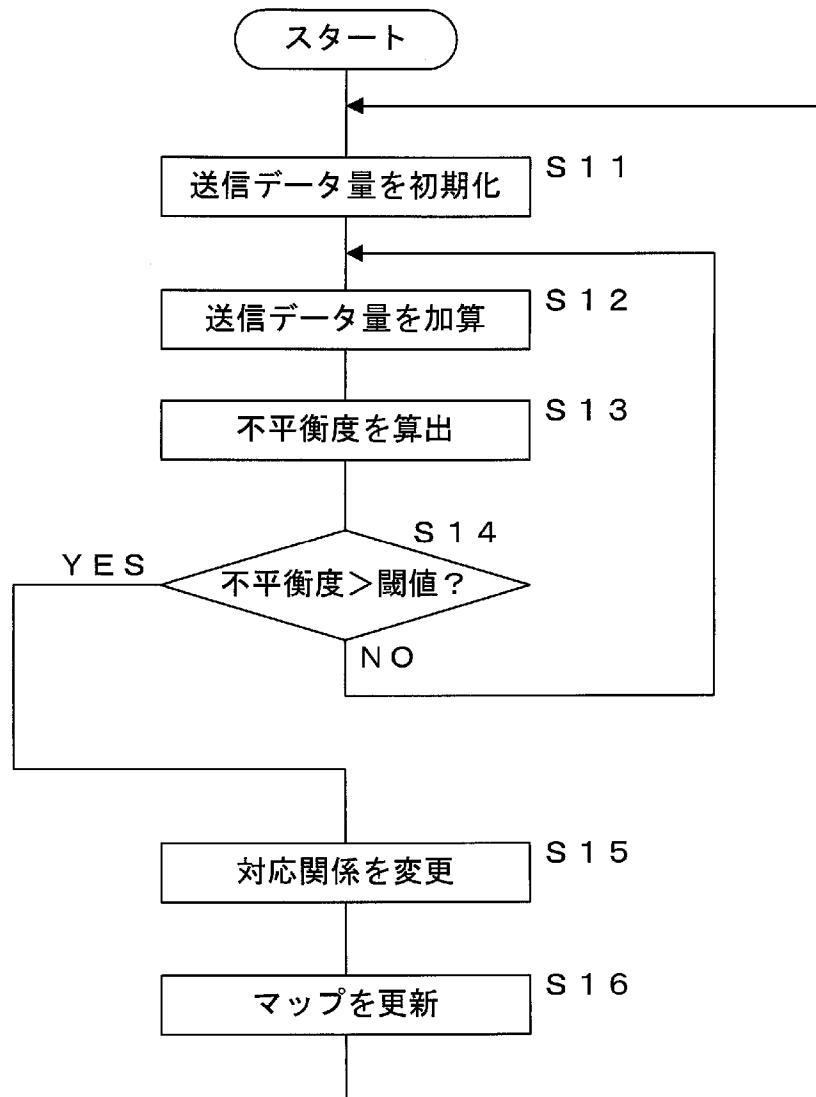 スタート
送信データ量を初期化
S11
送信データ量を加算
S12
不平衡度を算出
S13
S14
YES
不平衡度>閾値?
NO
対応関係を変更
S15
マップを更新
S16